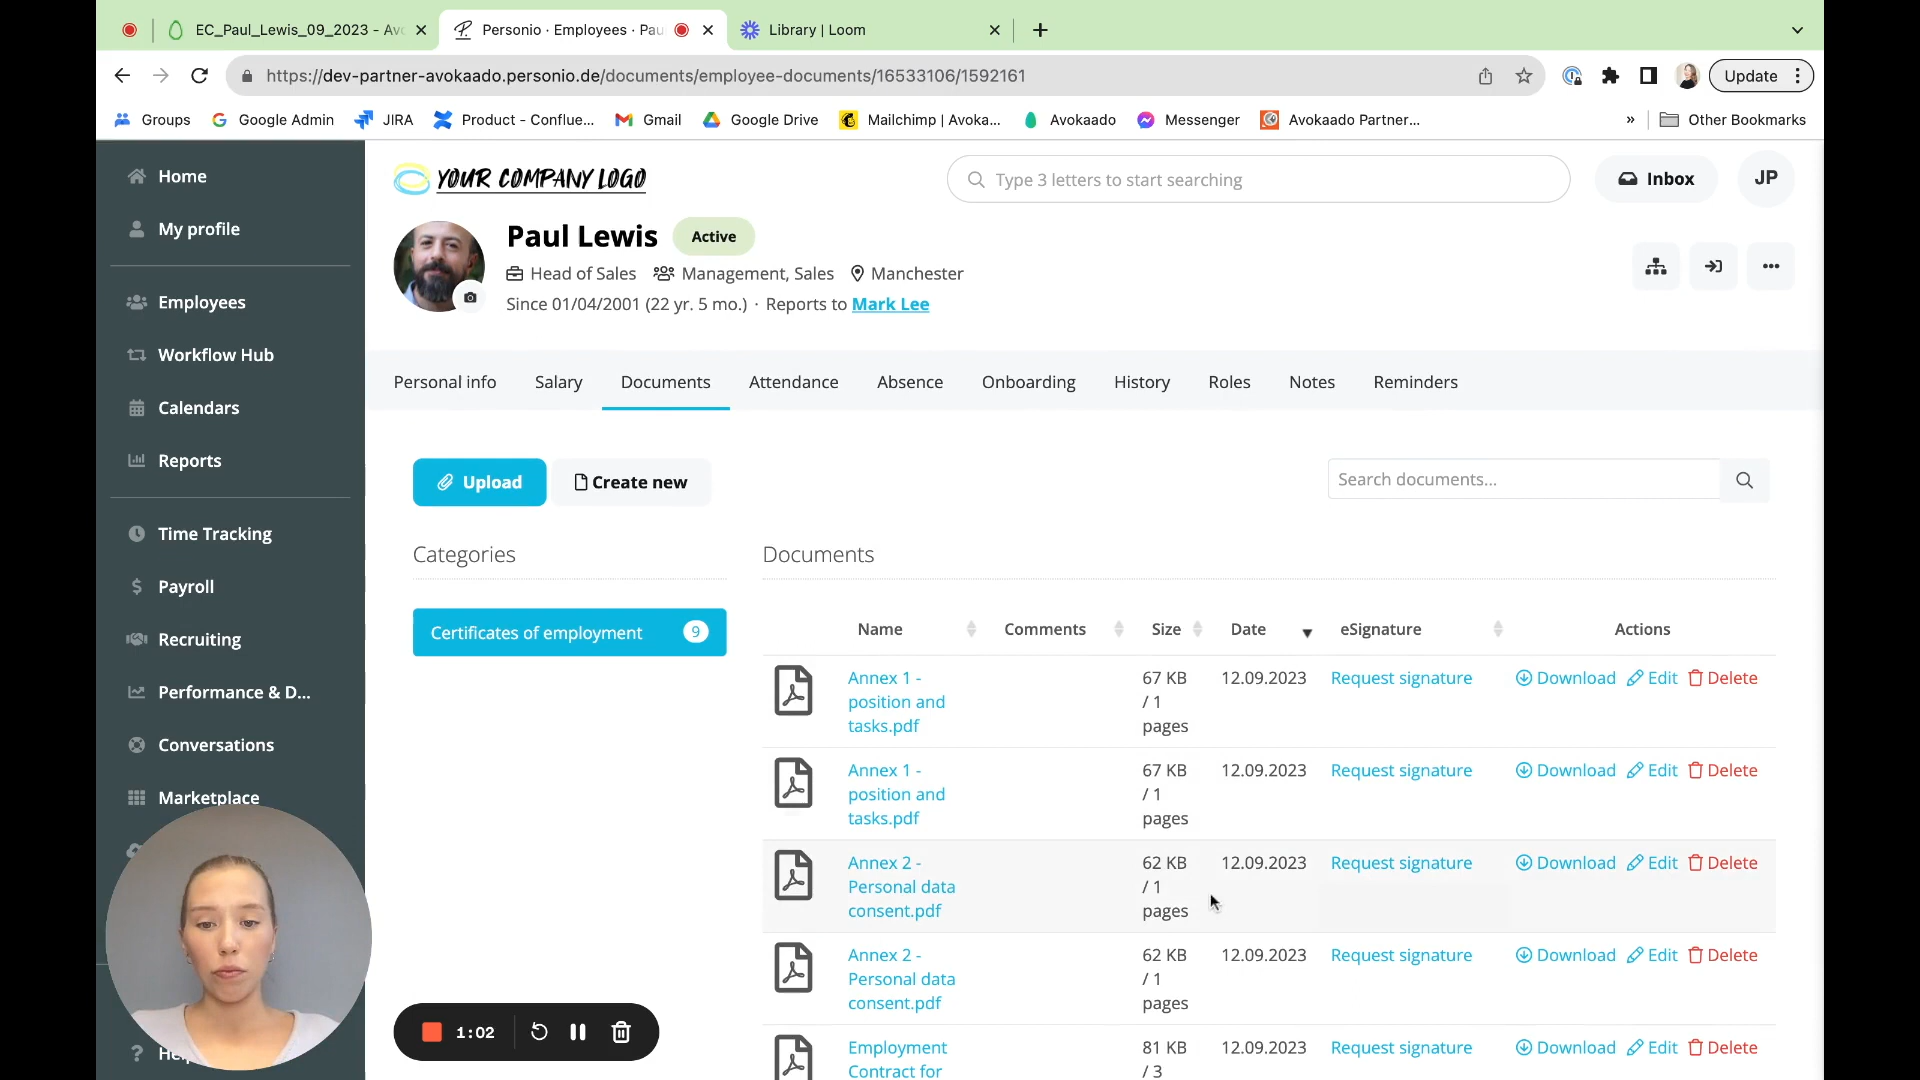 EC_Paul_Lewis_09_2023 - Avo
Personio · Employees · Pau
Library | Loom
https://dev-partner-avokaado.personio.de/documents/employee-documents/16533106/1592161
Update
Groups
Google Admin
JIRA
Product - Conflue...
Gmail
Google Drive
Mailchimp | Avoka...
Avokaado
Messenger
Avokaado Partner...
»
Other Bookmarks
Home
My profile
Employees
Workflow Hub
Calendars
Reports
Time Tracking
Payroll
Recruiting
Performance & D...
Conversations
Marketplace
YOUR COMPANY LOGO
Type 3 letters to start searching
Inbox
JP
Paul Lewis
Active
Head of Sales
Management, Sales
Manchester
Since 01/04/2001 (22 yr. 5 mo.) · Reports to Mark Lee
Personal info
Salary
Documents
Attendance
Absence
Onboarding
History
Roles
Notes
Reminders
Upload
Create new
Search documents...
Categories
Certificates of employment 9
Documents
Name Comments Size Date eSignature Actions
Annex 1 - 67 KB 12.09.2023 Request signature Download Edit Delete
position and / 1
tasks.pdf pages
Annex 1 - 67 KB 12.09.2023 Request signature Download Edit Delete
position and / 1
tasks.pdf pages
Annex 2 - 62 KB 12.09.2023 Request signature Download Edit Delete
Personal data / 1
consent.pdf pages
Annex 2 - 62 KB 12.09.2023 Request signature Download Edit Delete
Personal data / 1
consent.pdf pages
Employment 81 KB 12.09.2023 Request signature Download Edit Delete
Contract for / 3
1:02